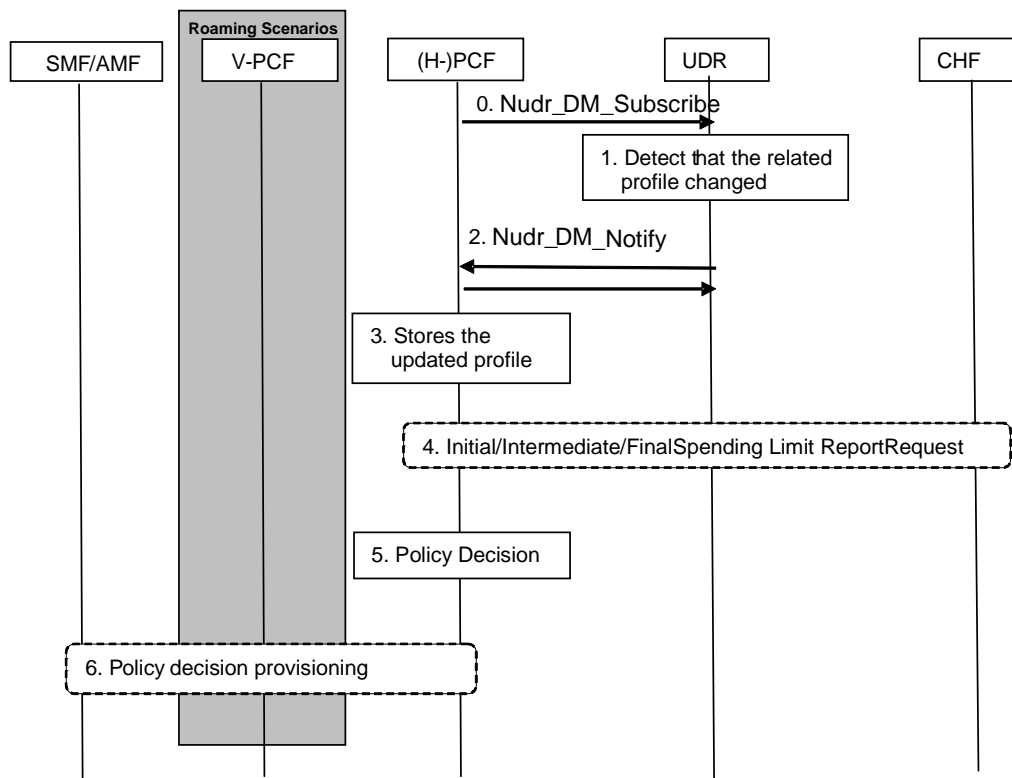 Roaming Scenarios
SMF/AMF
V-PCF
(H-)PCF
UDR
CHF
0. Nudr_DM_Subscribe
1. Detect that the related
profile changed
2. Nudr_DM_Notify
3. Stores the
updated profile
4. Initial/Intermediate/FinalSpending Limit ReportRequest
5. Policy Decision
6. Policy decision provisioning